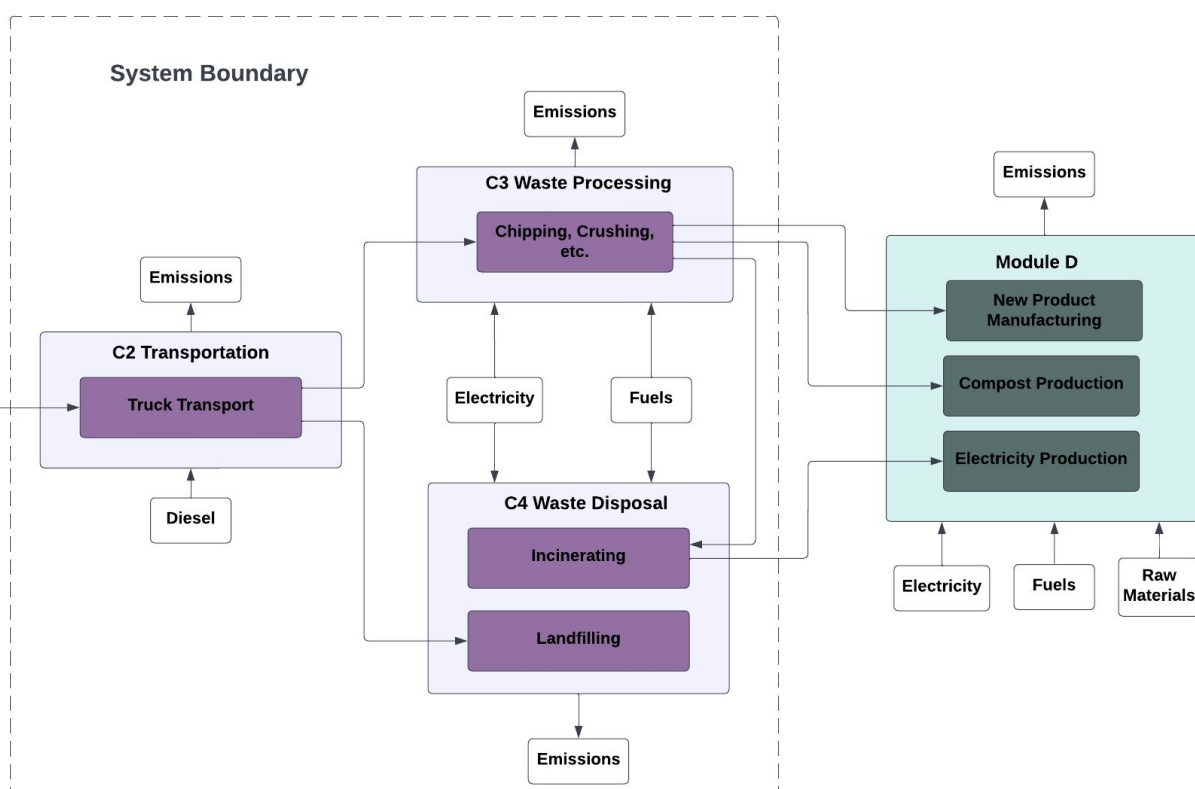 System Boundary
Emissions
C3 Waste Processing
Chipping, Crushing,
etc.
Emissions
C2 Transportation
Truck Transport
Diesel
Electricity
Fuels
C4 Waste Disposal
Incinerating
Landfilling
Emissions
Emissions
Module D
New Product
Manufacturing
Compost Production
Electricity Production
Electricity
Fuels
Raw
Materials